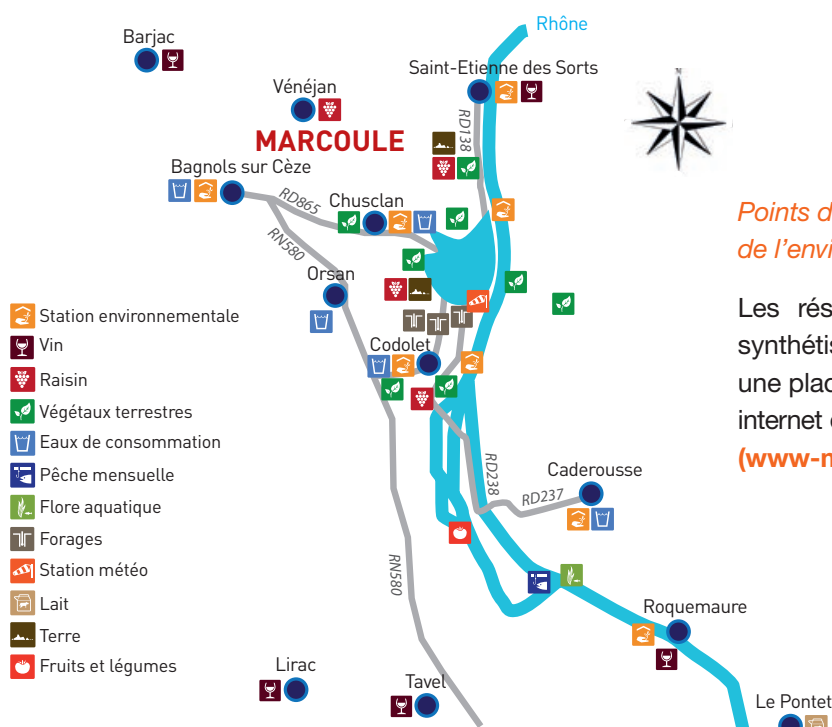 Rhône
Barjac
Saint-Etienne des Sorts
Vénéjan
N
MARCOULE
RD138
Bagnols sur Cèze
RD865
Chusclan
RN580
Orsan
Points d
de l'envi
Les rés
synthétis
une plac
internet
(www-n
Station environnementale
Vin
Raisin
Végétaux terrestres
Eaux de consommation
Pêche mensuelle
Flore aquatique
Forages
Station météo
Lait
Terre
Fruits et légumes
Codolet
RD238
Caderousse
RD237
RN580
Roquemaure
Lirac
Tavel
Le Pontet